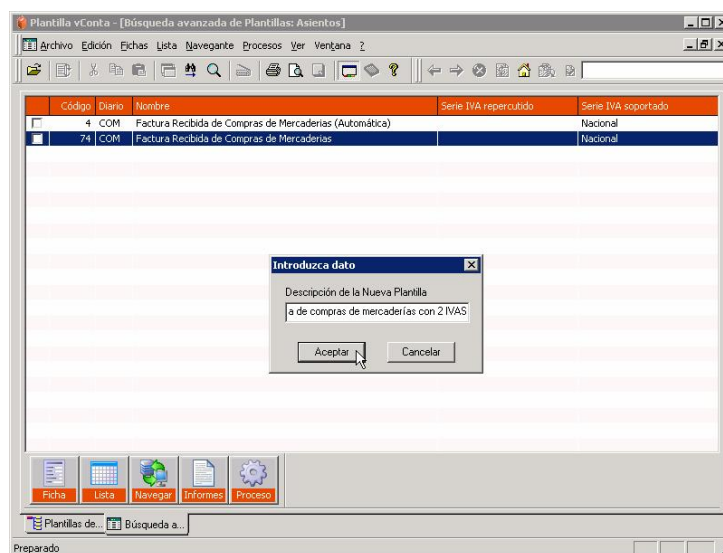 Plantilla vConta - [Búsqueda avanzada de Plantillas: Asientos]
Archivo Edición Fichas Lista Navegante Procesos Ver Ventana ?
Código Diario Nombre Serie IVA repercutido Serie IVA soportado
4 COM Factura Recibida de Compras de Mercaderias (Automática) Nacional
74 COM Factura Recibida de Compras de Mercaderias Nacional
Introduzca dato
Descripción de la Nueva Plantilla
a de compras de mercaderías con 2 IVAS
Aceptar Cancelar
Ficha Lista Navegar Informes Proceso
Plantillas de... Búsqueda a...
Preparado